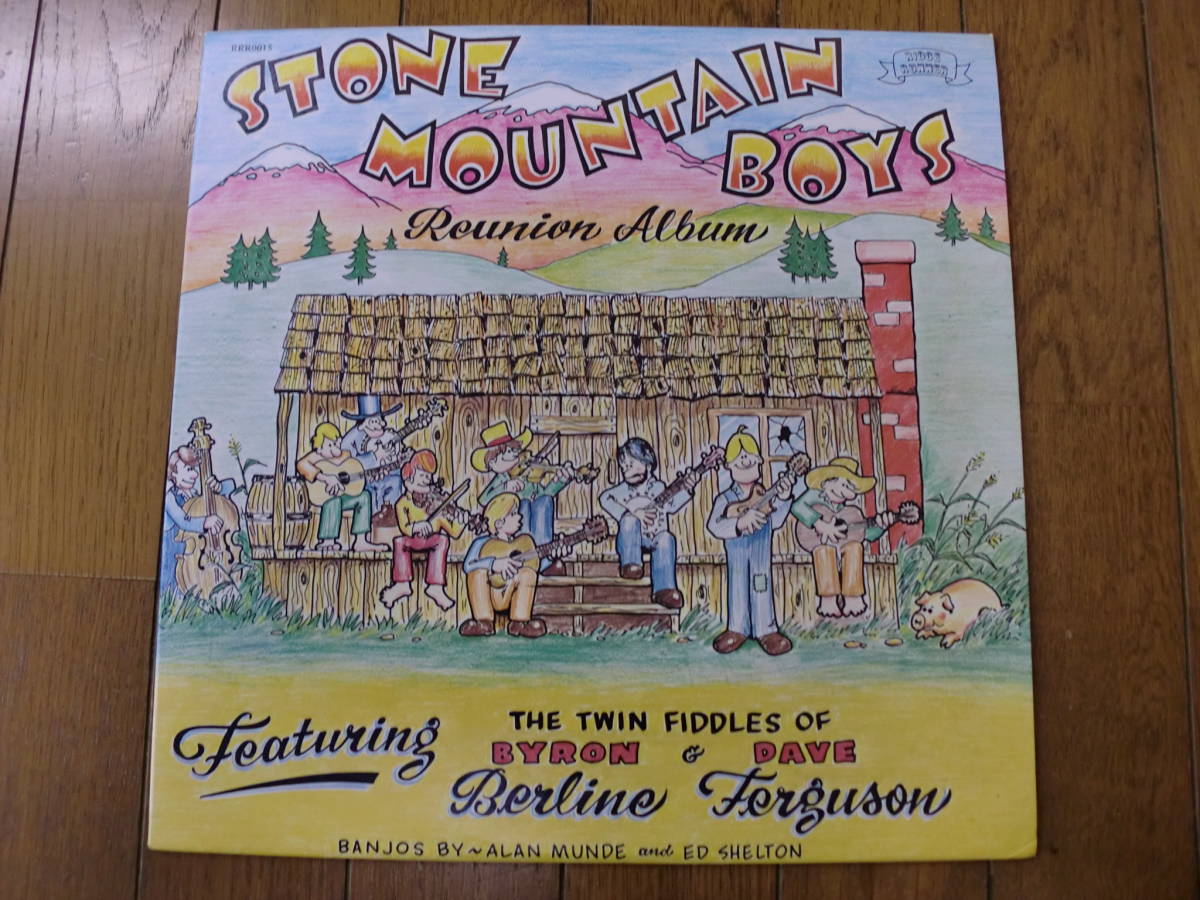 RRR0015
RIDGE
RUNNER
STONE
MOUNTAIN
BOYS
Reunion Album
Featuring
THE TWIN FIDDLES OF
BYRON & DAVE
Berline Ferguson
BANJOS BY~ALAN MUNDE and ED SHELTON